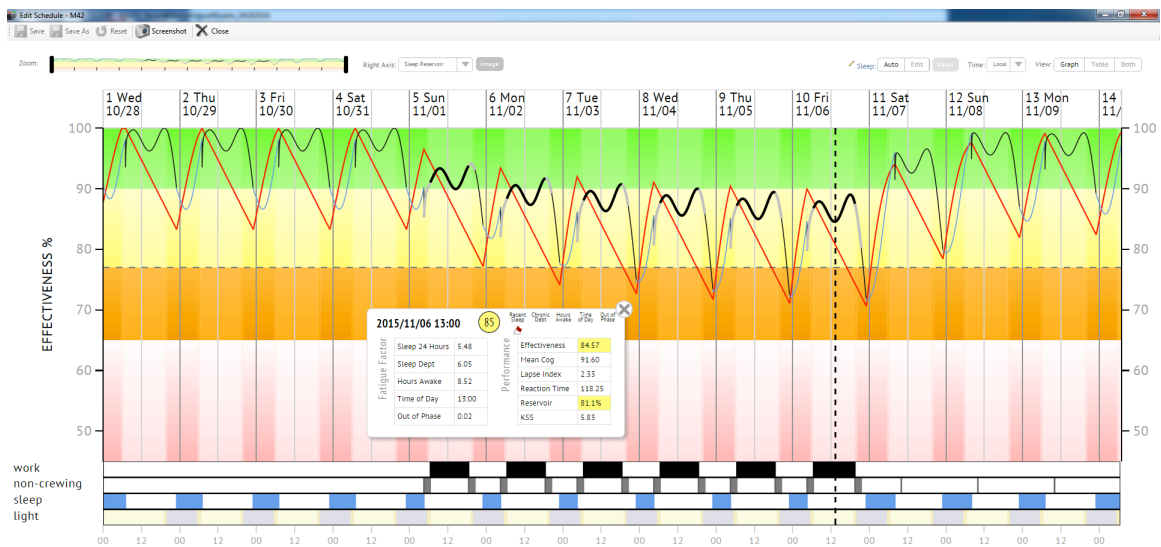 Edit Schedule - M42
Save Save As Reset Screenshot Close
Zoom: Right Axis: Sleep Reservoir Image Sleep: Auto Edit Reset Time: Local View: Graph Table Both
1 Wed 2 Thu 3 Fri 4 Sat 5 Sun 6 Mon 7 Tue 8 Wed 9 Thu 10 Fri 11 Sat 12 Sun 13 Mon 14
10/28 10/29 10/30 10/31 11/01 11/02 11/03 11/04 11/05 11/06 11/07 11/08 11/09 11/
100 100
90 90
80 80
70 70
60 60
50 50
EFFECTIVENESS %
2015/11/06 13:00 85 Recent Sleep Chronic Debt Hours Awake Time of Day Out of Phase
Fatigue Factor
Sleep 24 Hours 5.48
Sleep Dept 6.05
Hours Awake 8.52
Time of Day 13:00
Out of Phase 0.02
Performance
Effectiveness 84.57
Mean Cog 91.60
Lapse Index 2.33
Reaction Time 118.25
Reservoir 81.1%
KSS 5.83
work
non-crewing
sleep
light
00 12 00 12 00 12 00 12 00 12 00 12 00 12 00 12 00 12 00 12 00 12 00 12 00 12 00